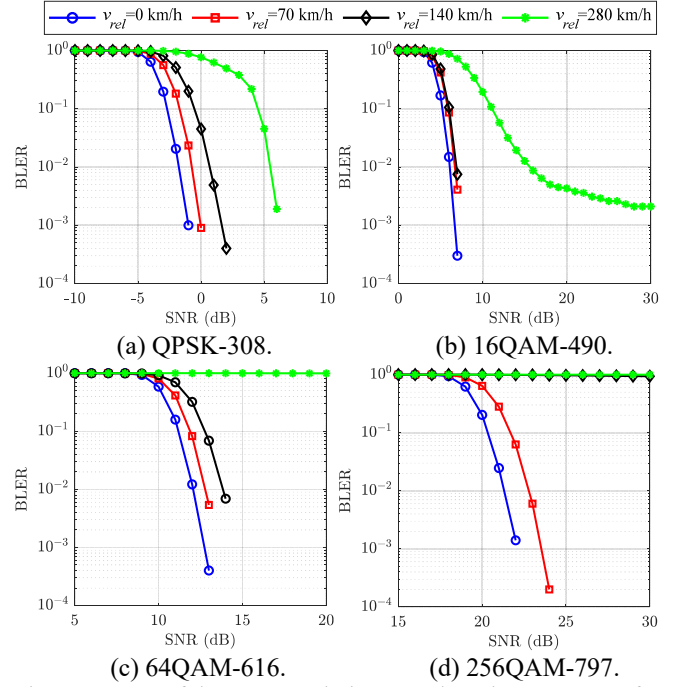 v_rel=0 km/h v_rel=70 km/h v_rel=140 km/h v_rel=280 km/h
10^0
10^-1
10^-2
10^-3
10^-4
BLER
-10 -5 0 5 10
SNR (dB)
(a) QPSK-308.
10^0
10^-1
10^-2
10^-3
10^-4
BLER
0 10 20 30
SNR (dB)
(b) 16QAM-490.
10^0
10^-1
10^-2
10^-3
10^-4
BLER
5 10 15 20
SNR (dB)
(c) 64QAM-616.
10^0
10^-1
10^-2
10^-3
10^-4
BLER
15 20 25 30
SNR (dB)
(d) 256QAM-797.